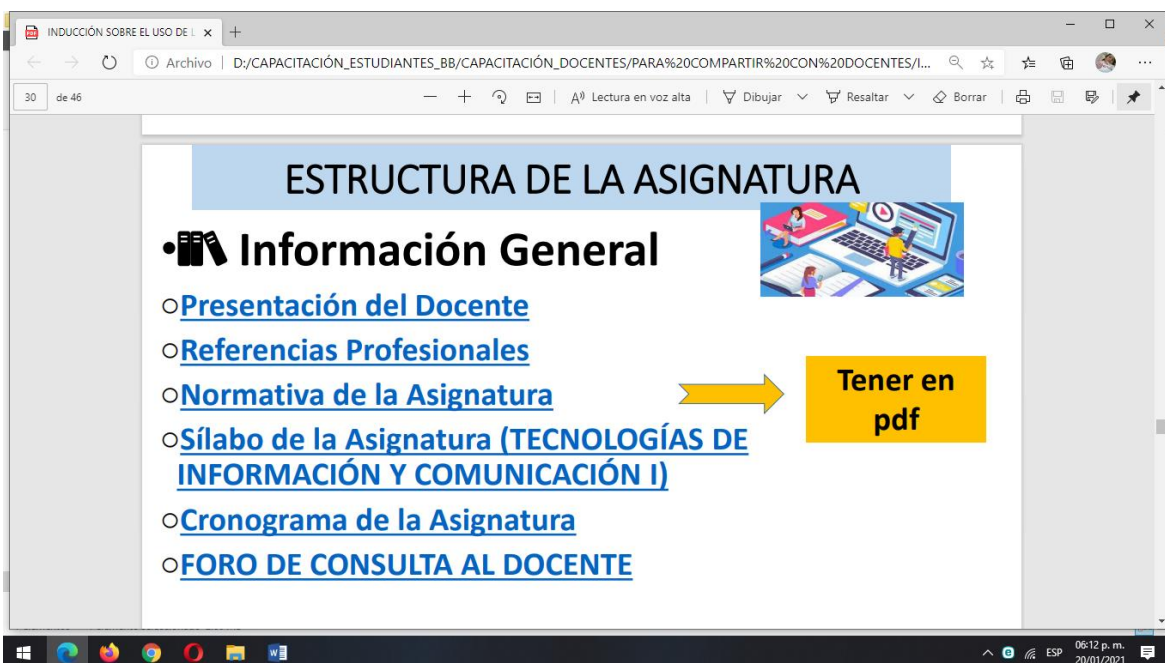 INDUCCIÓN SOBRE EL USO DE L
Archivo | D:/CAPACITACIÓN_ESTUDIANTES_BB/CAPACITACIÓN_DOCENTES/PARA%20COMPARTIR%20CON%20DOCENTES/I...
30 de 46
Lectura en voz alta
Dibujar
Resaltar
Borrar
ESTRUCTURA DE LA ASIGNATURA
• Información General
○Presentación del Docente
○Referencias Profesionales
○Normativa de la Asignatura
Tener en
pdf
○Sílabo de la Asignatura (TECNOLOGÍAS DE
INFORMACIÓN Y COMUNICACIÓN I)
○Cronograma de la Asignatura
○FORO DE CONSULTA AL DOCENTE
ESP
06:12 p. m.
20/01/2021